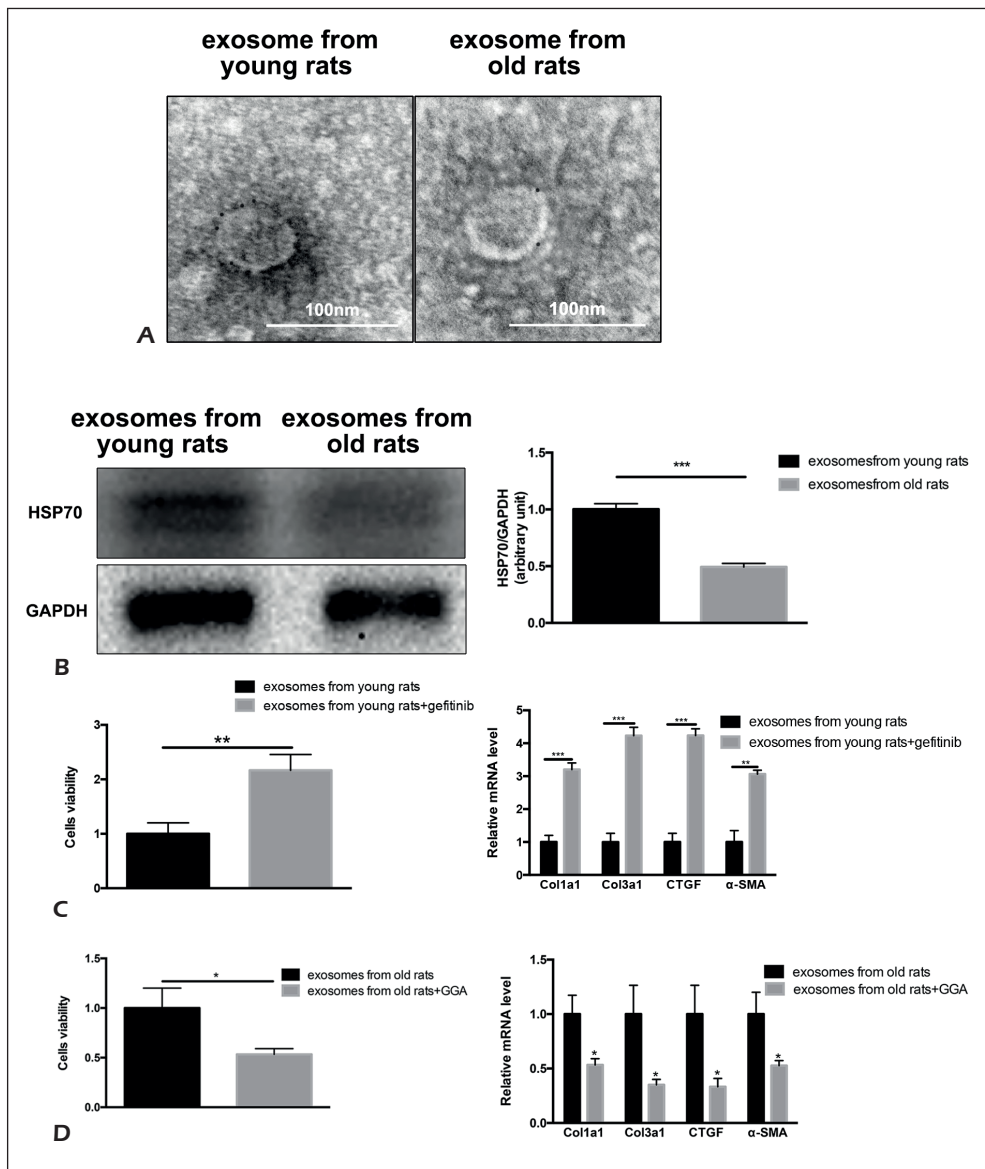 exosome from
young rats
exosome from
old rats
100nm
100nm
A
exosomes from
young rats
exosomes from
old rats
HSP70
GAPDH
HSP70/GAPDH
(arbitrary unit)
1.5
1.0
0.5
0.0
***
exosomesfrom young rats
exosomesfrom old rats
B
exosomes from young rats
exosomes from young rats+gefitinib
Cells viability
3
2
1
0
**
Relative mRNA level
5
4
3
2
1
0
***
***
***
**
exosomes from young rats
exosomes from young rats+gefitinib
Col1a1
Col3a1
CTGF
α-SMA
C
Cells viability
1.5
1.0
0.5
0.0
*
exosomes from old rats
exosomes from old rats+GGA
Relative mRNA level
1.5
1.0
0.5
0.0
*
*
*
*
exosomes from old rats
exosomes from old rats+GGA
Col1a1
Col3a1
CTGF
α-SMA
D